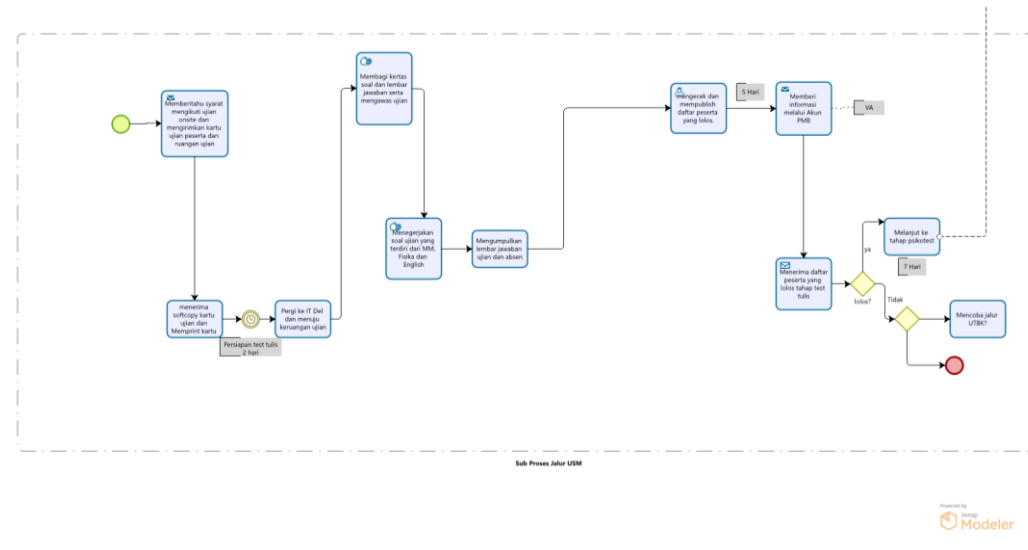 Memberitahu syarat
mengikuti ujian
onsite dan
mengirimkan kartu
ujian peserta dan
ruangan ujian
menerima
softcopy kartu
ujian dan
Memprint kartu
Persiapan test tulis
2 hari
Pergi ke IT Del
dan menuju
keruangan ujian
Membagi kertas
soal dan lembar
jawaban serta
mengawas ujian
Menegerjakan
soal ujian yang
terdiri dari MM,
Fisika dan
English
Mengumpulkan
lembar jawaban
ujian dan absen
mengecek dan
mempublish
daftar peserta
yang lolos.
5 Hari
Memberi
informasi
melalui Akun
PMB
VA
Menerima daftar
peserta yang
lolos tahap test
tulis
lolos?
ya
Melanjut ke
tahap psikotest
7 Hari
Tidak
Mencoba jalur
UTBK?
Sub Proses Jalur USM
Powered by
bizagi
Modeler